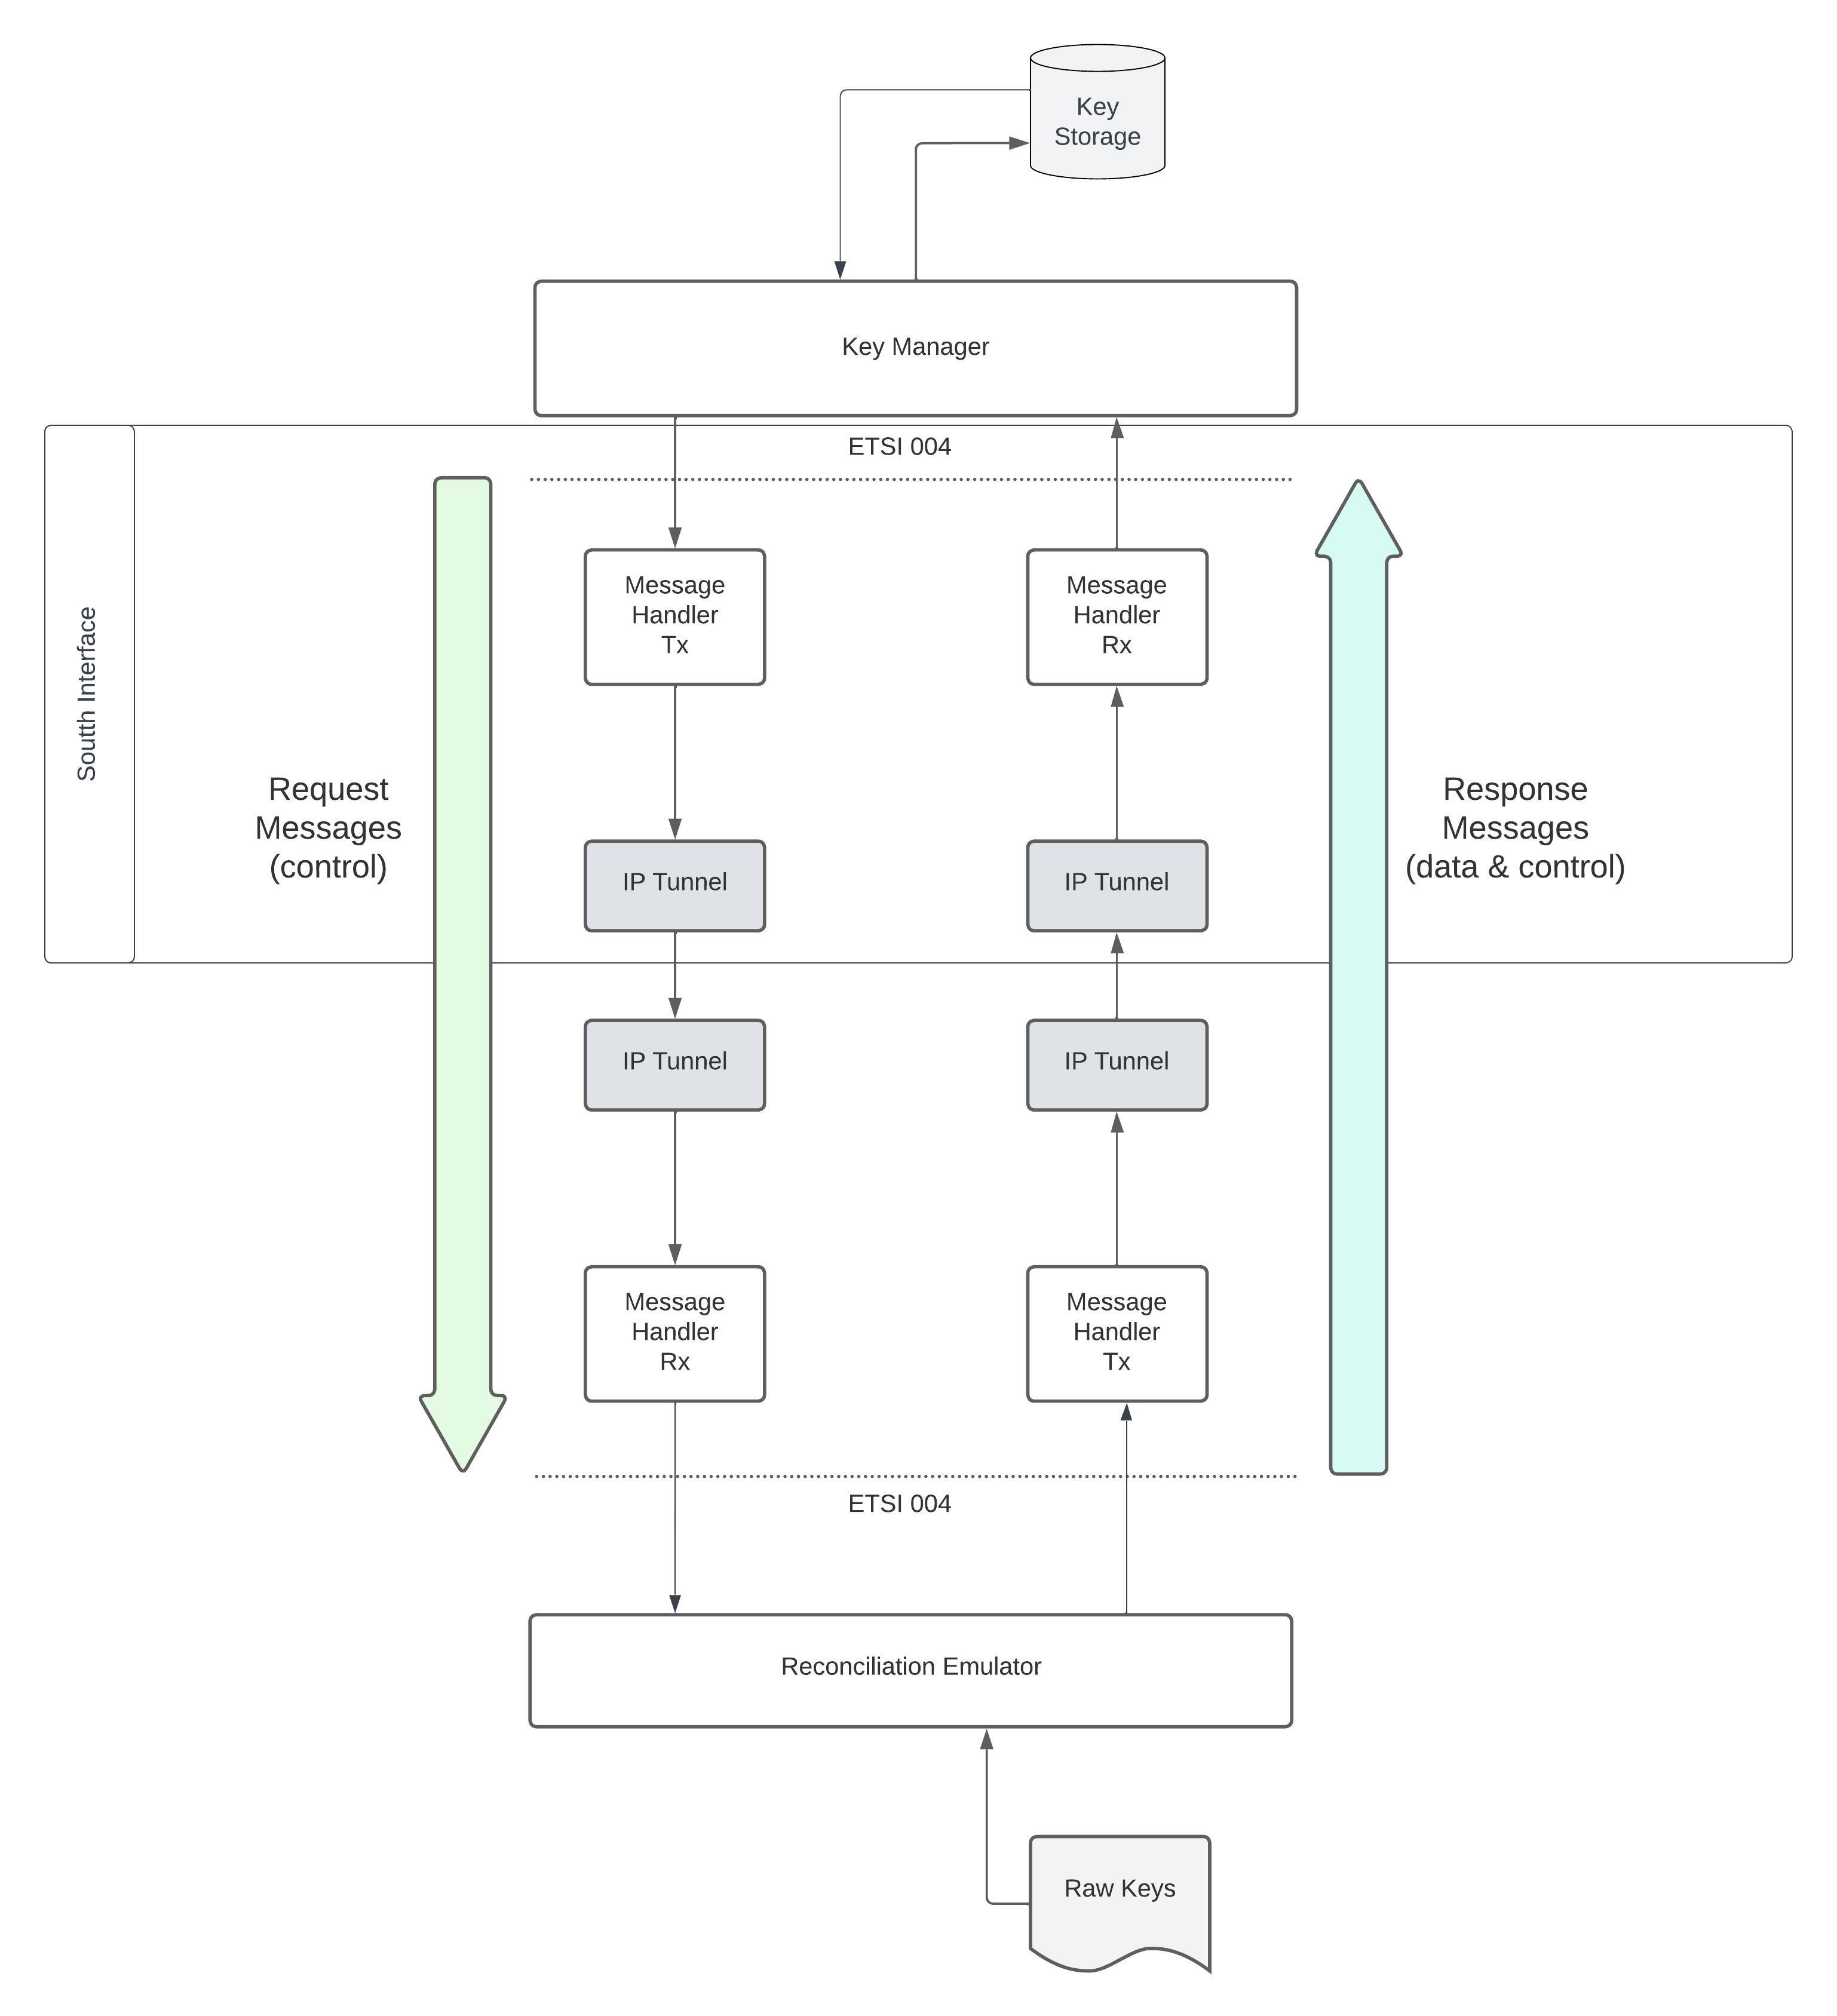 Key
Storage
Key Manager
ETSI 004
South Interface
Message
Handler
Tx
Message
Handler
Rx
Request
Messages
(control)
Response
Messages
(data & control)
IP Tunnel
IP Tunnel
IP Tunnel
IP Tunnel
Message
Handler
Rx
Message
Handler
Tx
ETSI 004
Reconciliation Emulator
Raw Keys